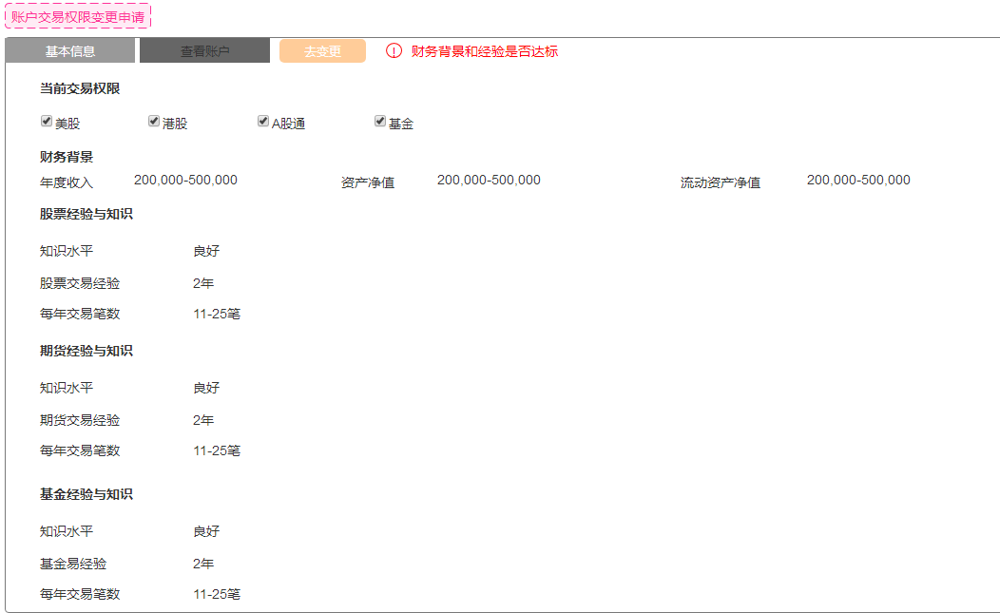 账户交易权限变更申请
基本信息 查看账户 去变更 财务背景和经验是否达标
当前交易权限
美股 港股 A股通 基金
财务背景
年度收入 200,000-500,000 资产净值 200,000-500,000 流动资产净值 200,000-500,000
股票经验与知识
知识水平 良好
股票交易经验 2年
每年交易笔数 11-25笔
期货经验与知识
知识水平 良好
期货交易经验 2年
每年交易笔数 11-25笔
基金经验与知识
知识水平 良好
基金易经验 2年
每年交易笔数 11-25笔